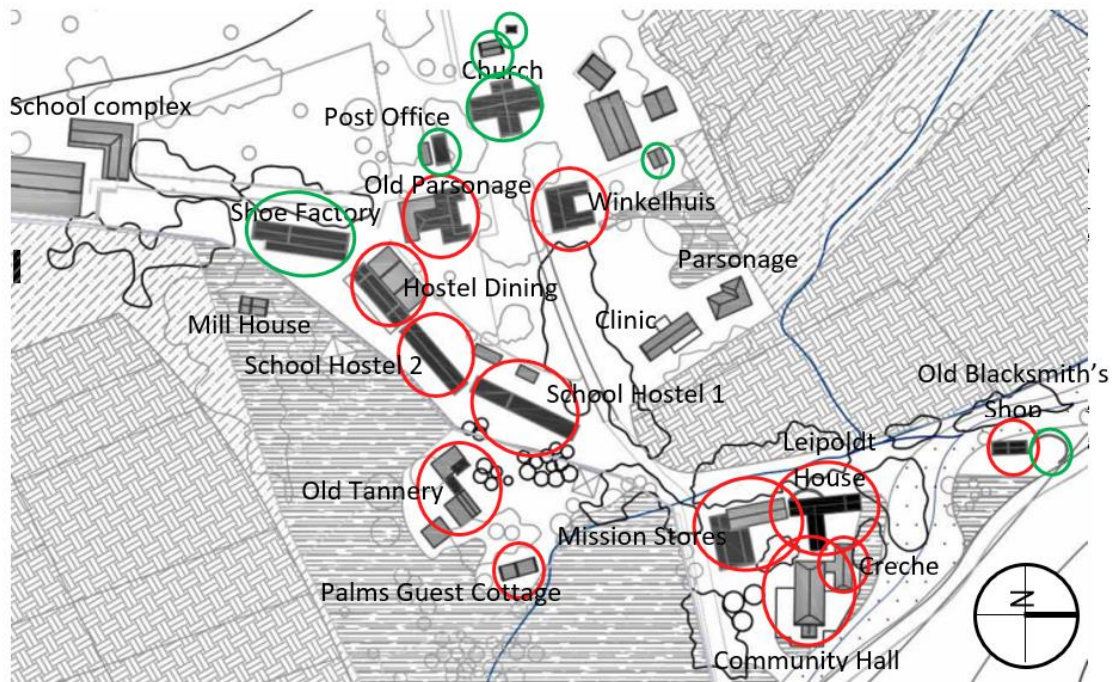 Church
School complex
Post Office
Old Parsonage
Winkelhuis
Shoe Factory
Parsonage
Hostel Dining
Mill House
Clinic
School Hostel 2
School Hostel 1
Old Blacksmith's
Shop
Leipoldt
House
Old Tannery
Mission Stores
Creche
Palms Guest Cottage
Community Hall
N